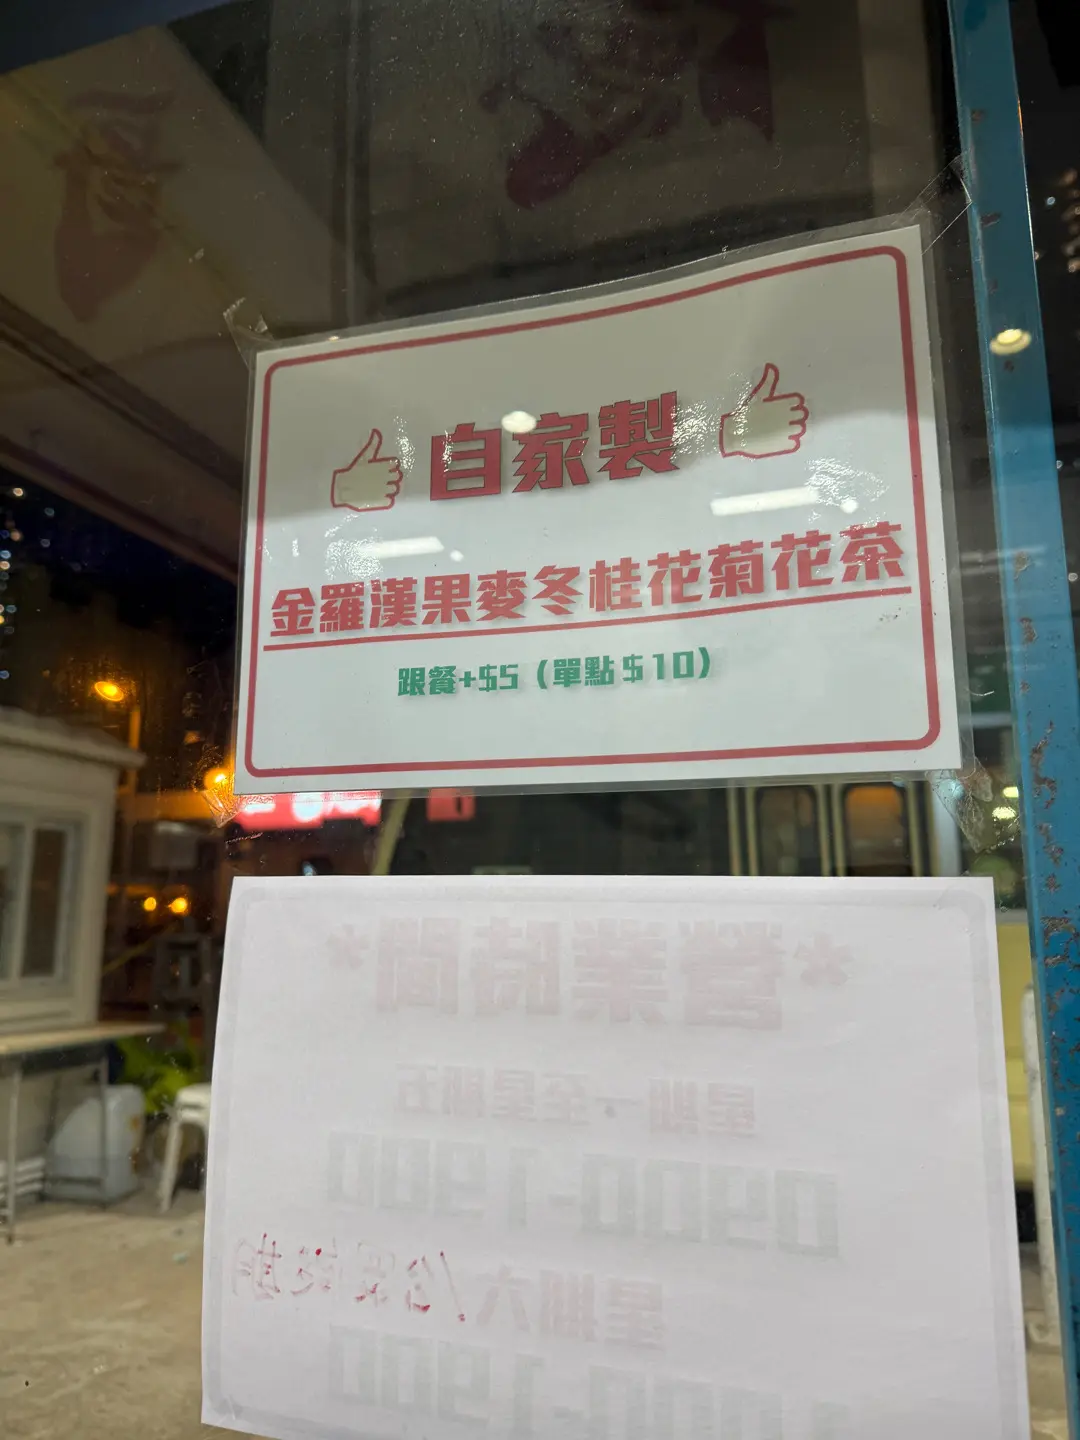 自家製
金羅漢果麥冬桂花菊花茶
跟餐+$5（單點$10）
*營業時間*
星期一至星期五
0900-1900
星期六/公眾假期